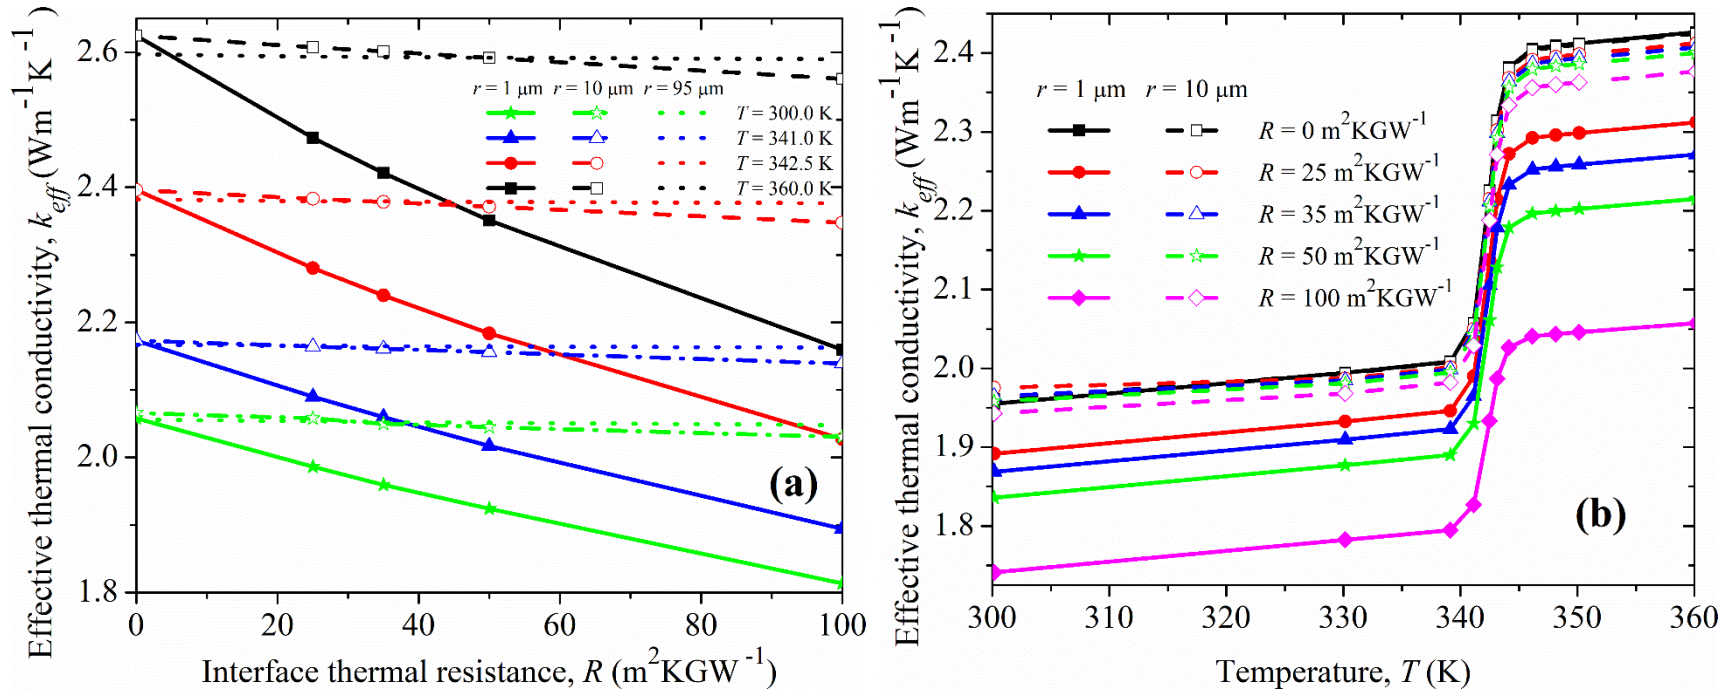 Effective thermal conductivity, k_eff (Wm⁻¹K⁻¹)
2.6
2.4
2.2
2.0
1.8
r = 1 μm r = 10 μm r = 95 μm
T = 300.0 K
T = 341.0 K
T = 342.5 K
T = 360.0 K
(a)
0 20 40 60 80 100
Interface thermal resistance, R (m²KGW⁻¹)
Effective thermal conductivity, k_eff (Wm⁻¹K⁻¹)
2.4
2.3
2.2
2.1
2.0
1.9
1.8
r = 1 μm r = 10 μm
R = 0 m²KGW⁻¹
R = 25 m²KGW⁻¹
R = 35 m²KGW⁻¹
R = 50 m²KGW⁻¹
R = 100 m²KGW⁻¹
(b)
300 310 320 330 340 350 360
Temperature, T (K)